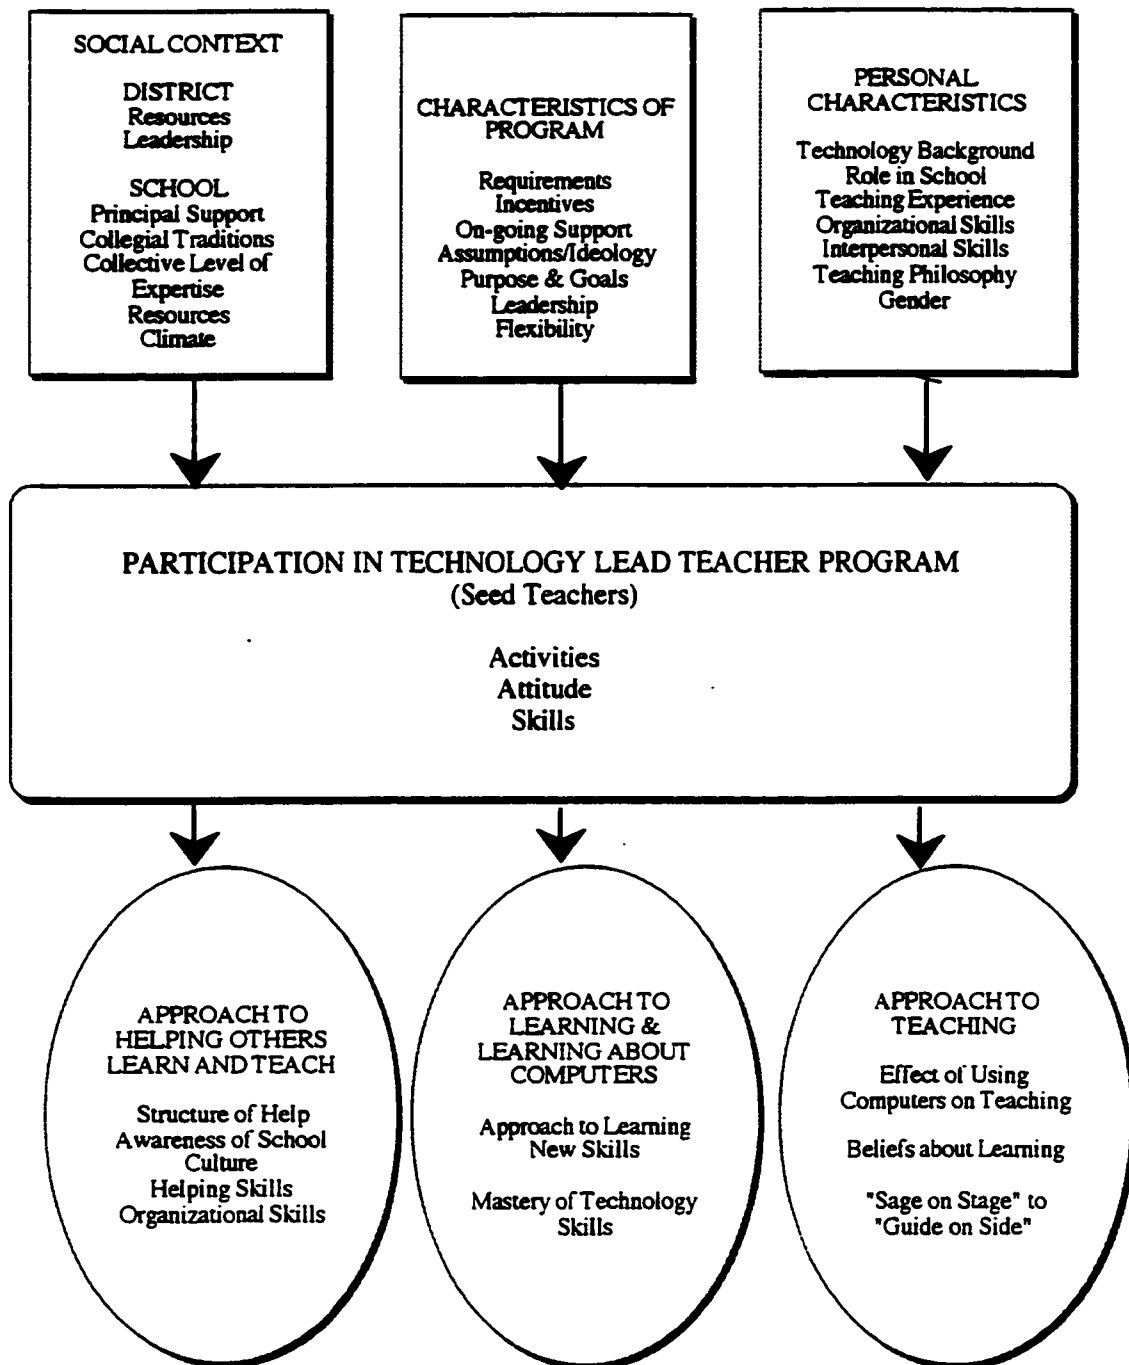 SOCIAL CONTEXT
DISTRICT
Resources
Leadership
SCHOOL
Principal Support
Collegial Traditions
Collective Level of
Expertise
Resources
Climate
CHARACTERISTICS OF
PROGRAM
Requirements
Incentives
On-going Support
Assumptions/Ideology
Purpose & Goals
Leadership
Flexibility
PERSONAL
CHARACTERISTICS
Technology Background
Role in School
Teaching Experience
Organizational Skills
Interpersonal Skills
Teaching Philosophy
Gender
PARTICIPATION IN TECHNOLOGY LEAD TEACHER PROGRAM
(Seed Teachers)
Activities
Attitude
Skills
APPROACH TO
HELPING OTHERS
LEARN AND TEACH
Structure of Help
Awareness of School
Culture
Helping Skills
Organizational Skills
APPROACH TO
LEARNING &
LEARNING ABOUT
COMPUTERS
Approach to Learning
New Skills
Mastery of Technology
Skills
APPROACH TO
TEACHING
Effect of Using
Computers on Teaching
Beliefs about Learning
"Sage on Stage" to
"Guide on Side"